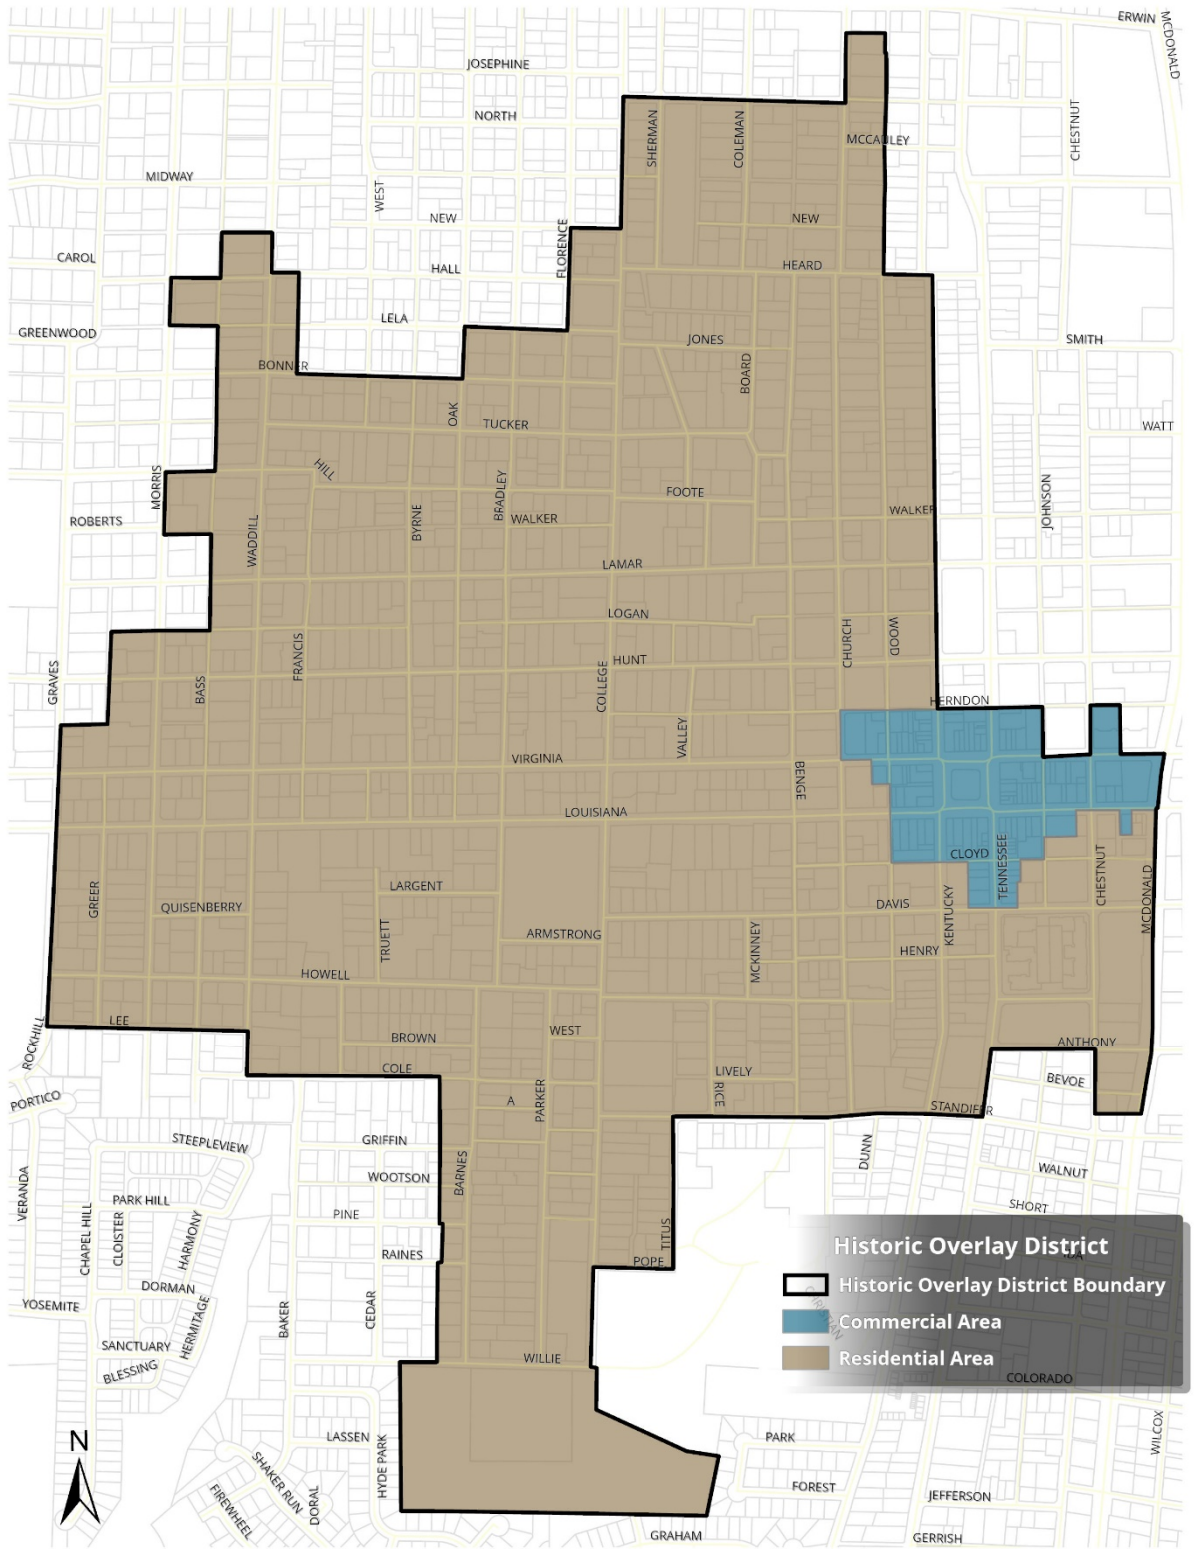 ERWIN
MCDONALD
JOSEPHINE
NORTH
SHERMAN
COLEMAN
MCCAULEY
CHESTNUT
MIDWAY
WEST
NEW
NEW
FLORENCE
CAROL
HALL
HEARD
GREENWOOD
LELA
JONES
SMITH
BONNER
BOARD
OAK
TUCKER
WATT
HILL
MORRIS
BRADLEY
FOOTE
JOHNSON
ROBERTS
WADDILL
BYRNE
WALKER
WALKER
LAMAR
LOGAN
FRANCIS
CHURCH
WOOD
GRAVES
BASS
COLLEGE
HUNT
HERNDON
VALLEY
VIRGINIA
BENGE
LOUISIANA
CLOYD
TENNESSEE
CHESTNUT
MCDONALD
GREER
LARGENT
QUISENBERRY
DAVIS
KENTUCKY
TRUETT
ARMSTRONG
MCKINNEY
HENRY
HOWELL
LEE
ROCKHILL
BROWN
WEST
ANTHONY
COLE
LIVELY
BEVOE
PORTICO
A
PARKER
RICE
STANDIFER
STEEPLEVIEW
GRIFFIN
DUNN
VERANDA
WOOTSON
BARNES
WALNUT
PARK HILL
SHORT
CHAPEL HILL
CLOISTER
HARMONY
PINE
TITUS
RAINES
POPE
IDA
Historic Overlay District
Historic Overlay District Boundary
DORMAN
YOSEMITE
HERMITAGE
BAKER
CEDAR
CHRISTIAN
Commercial Area
SANCTUARY
BLESSING
WILLIE
Residential Area
COLORADO
N
LASSEN
HYDE PARK
PARK
WILCOX
SHAKER RUN
DORAL
FIREWHEEL
FOREST
JEFFERSON
GRAHAM
GERRISH